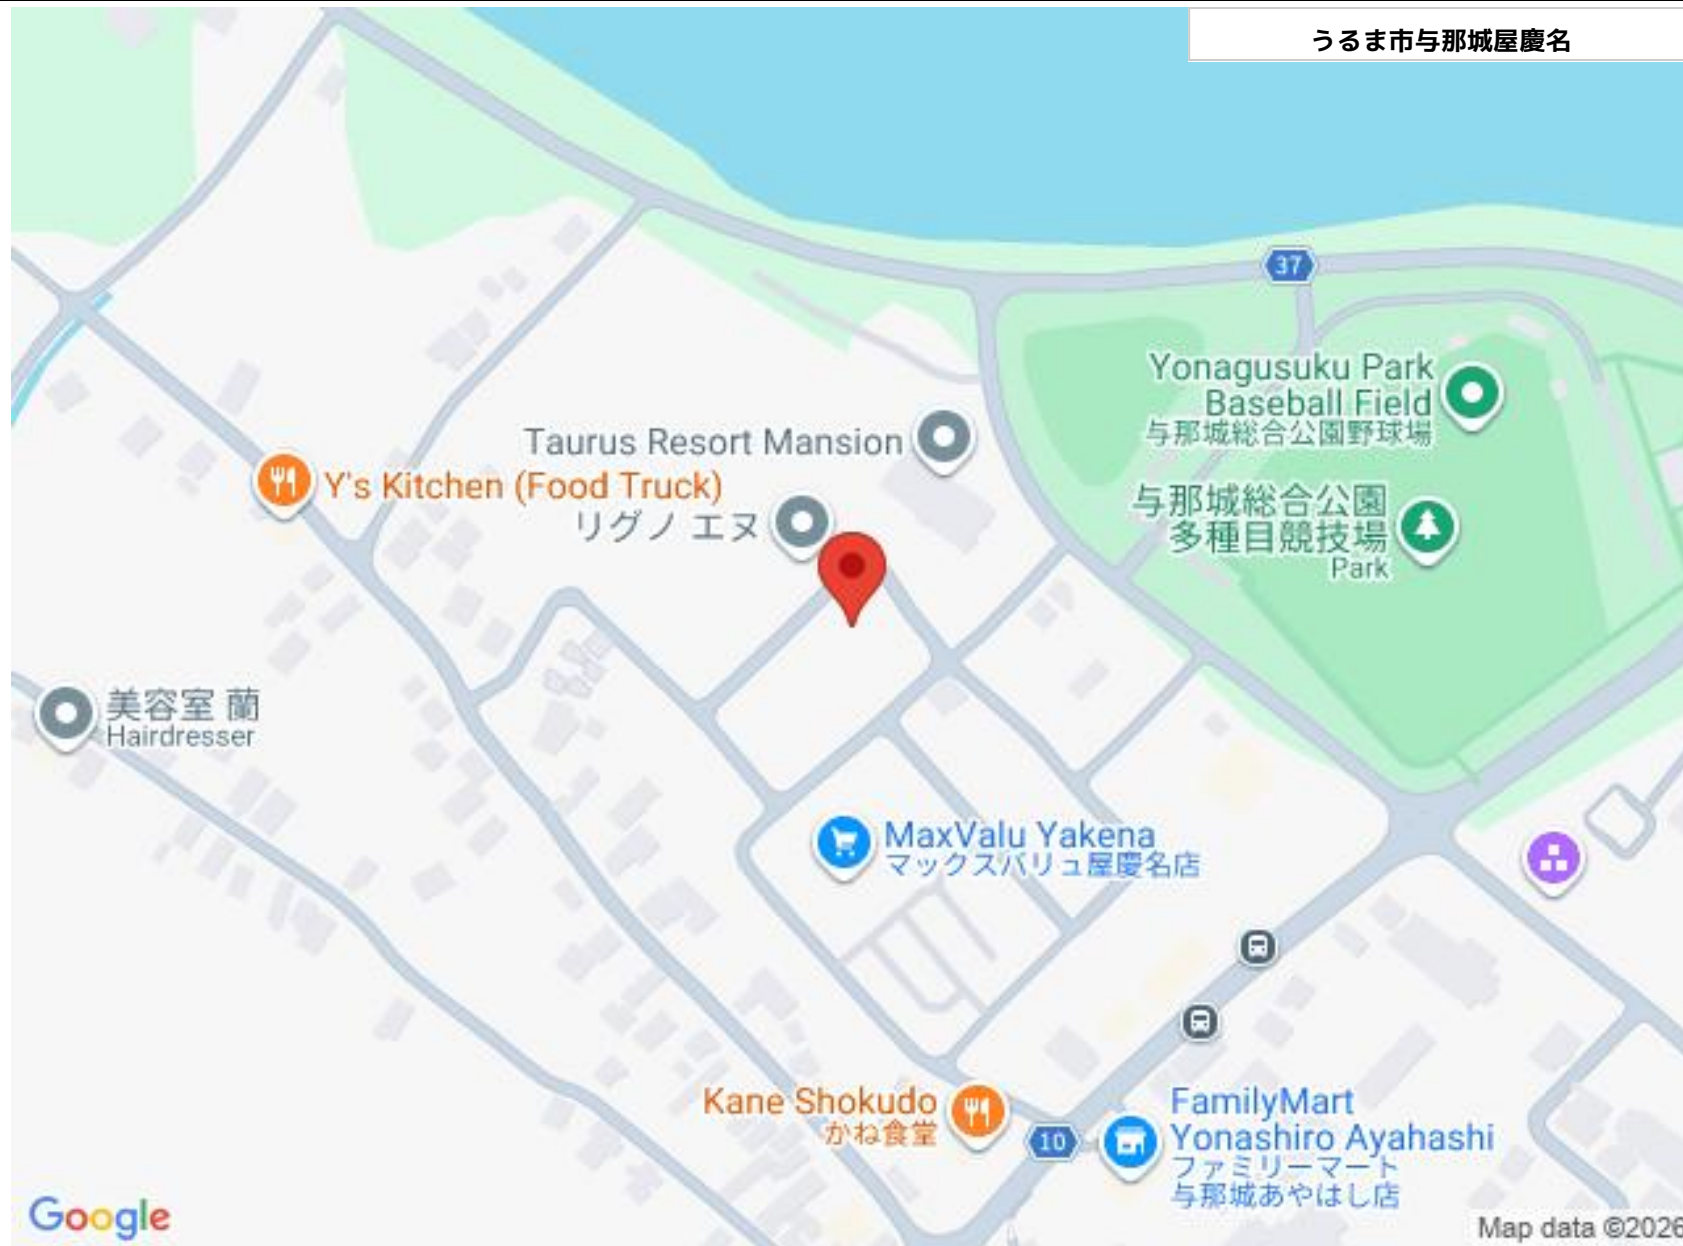 うるま市与那城屋慶名
37
Yonagusuku Park
Baseball Field
与那城総合公園野球場
Taurus Resort Mansion
Y's Kitchen (Food Truck)
リグノ エヌ
与那城総合公園
多種目競技場
Park
美容室 蘭
Hairdresser
MaxValu Yakena
マックスバリュ屋慶名店
Kane Shokudo
かね食堂
10
FamilyMart
Yonashiro Ayahashi
ファミリーマート
与那城あやはし店
Google
Map data ©2026